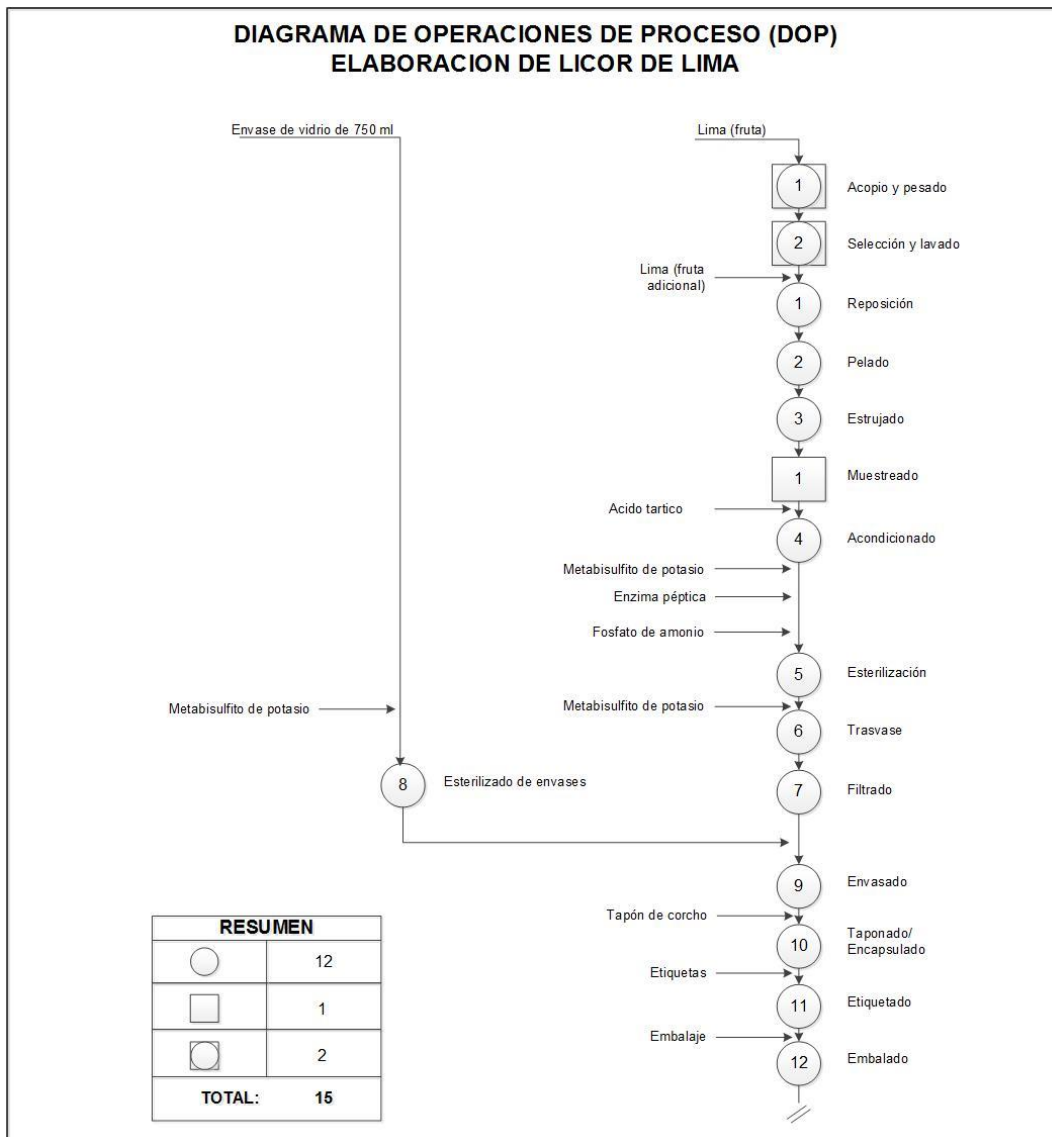 DIAGRAMA DE OPERACIONES DE PROCESO (DOP)
ELABORACION DE LICOR DE LIMA
Envase de vidrio de 750 ml
Lima (fruta)
1
Acopio y pesado
2
Selección y lavado
Lima (fruta
adicional)
1
Reposición
2
Pelado
3
Estrujado
1
Muestreado
Acido tartico
4
Acondicionado
Metabisulfito de potasio
Enzima péptica
Fosfato de amonio
5
Esterilización
Metabisulfito de potasio
Metabisulfito de potasio
6
Trasvase
8
Esterilizado de envases
7
Filtrado
9
Envasado
Tapón de corcho
10
Taponado/
Encapsulado
Etiquetas
11
Etiquetado
Embalaje
12
Embalado
RESUMEN
12
1
2
TOTAL: 15